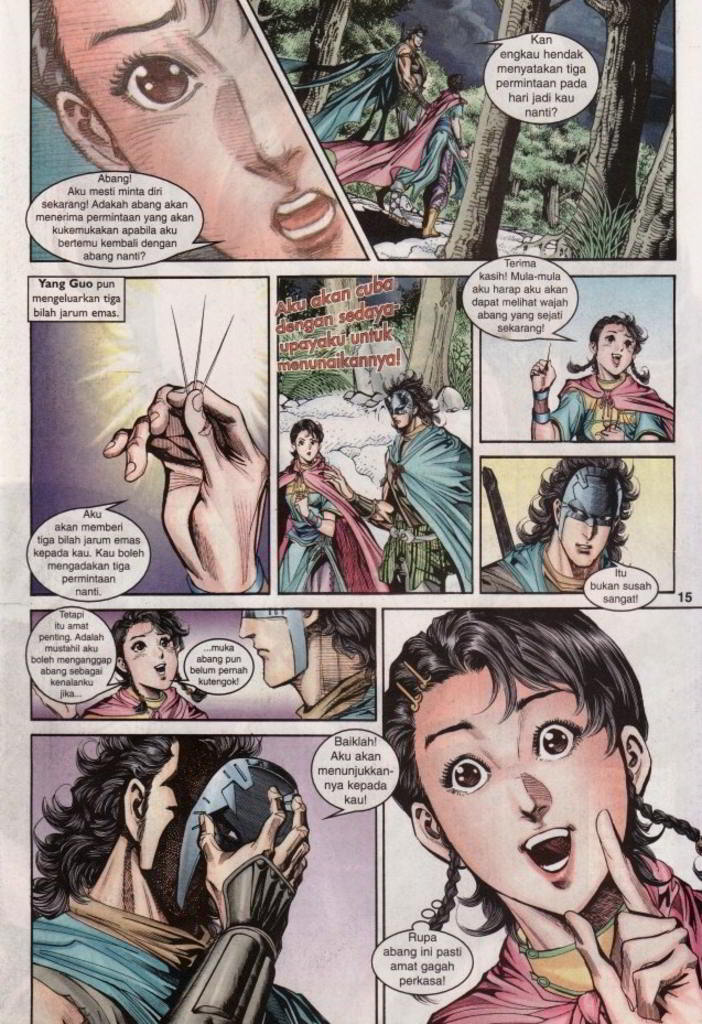 Abang!
Aku mesti minta diri
sekarang! Adakah abang akan
menerima permintaan yang akan
kukemukakan apabila aku
bertemu kembali dengan
abang nanti?
Kan
engkau hendak
menyatakan tiga
permintaan pada
hari jadi kau
nanti?
Yang Guo pun
mengeluarkan tiga
bilah jarum emas.
Aku
akan memberi
tiga bilah jarum emas
kepada kau. Kau boleh
mengadakan tiga
permintaan
nanti.
Aku akan cuba
dengan sedaya-
upayaku untuk
menunaikannya!
Terima
kasih! Mula-mula
aku harap aku akan
dapat melihat wajah
abang yang sejati
sekarang!
Itu
bukan susah
sangat!
15
Tetapi
itu amat
penting. Adalah
mustahil aku
boleh menganggap
abang sebagai
kenalanku
jika...
...muka
abang pun
belum pernah
kutengok!
Baiklah!
Aku akan
menunjukkan-
nya kepada
kau!
Rupa
abang ini pasti
amat gagah
perkasa!